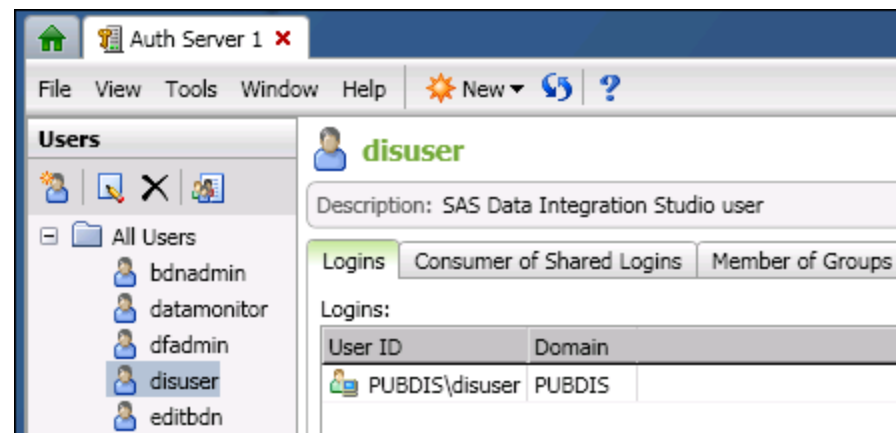 Auth Server 1
File View Tools Window Help New ?
Users
disuser
Description: SAS Data Integration Studio user
All Users
bdnadmin
datamonitor
dfadmin
disuser
editbdn
Logins Consumer of Shared Logins Member of Groups
Logins:
User ID Domain
PUBDIS\disuser PUBDIS